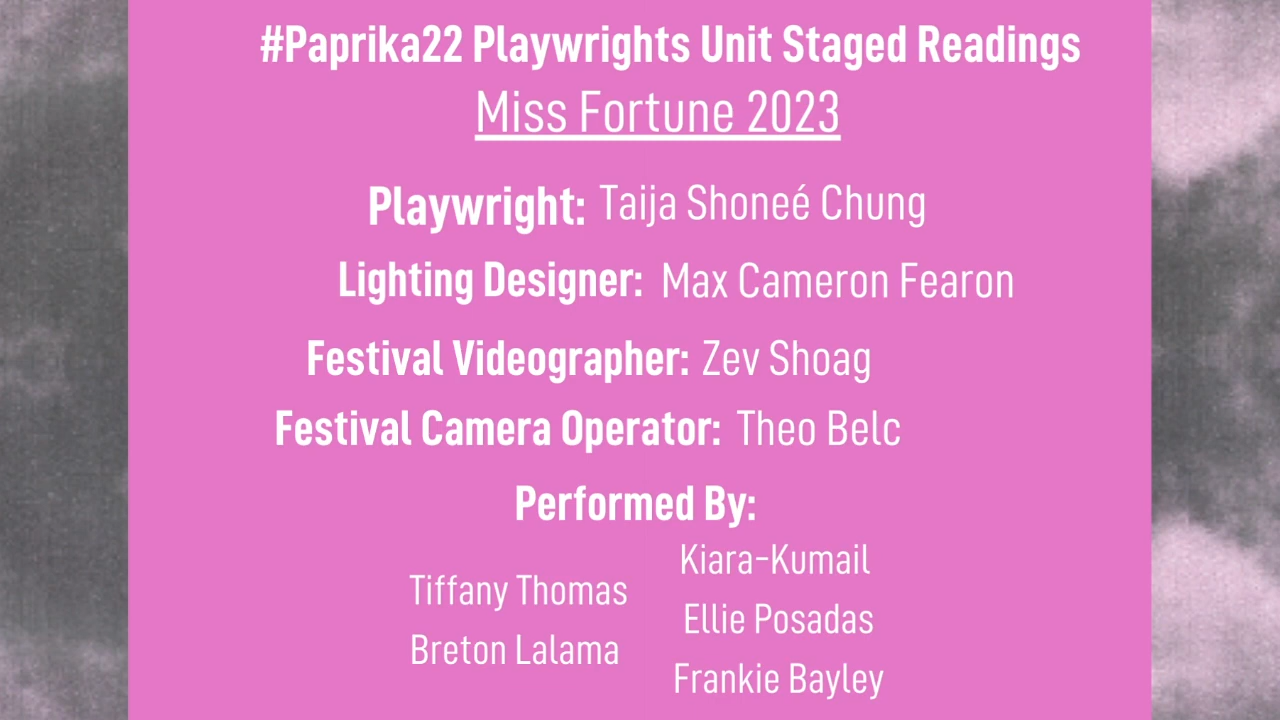 #Paprika22 Playwrights Unit Staged Readings
Miss Fortune 2023
Playwright: Taija Shoneé Chung
Lighting Designer: Max Cameron Fearon
Festival Videographer: Zev Shoag
Festival Camera Operator: Theo Belc
Performed By:
Tiffany Thomas
Breton Lalama
Kiara-Kumail
Ellie Posadas
Frankie Bayley